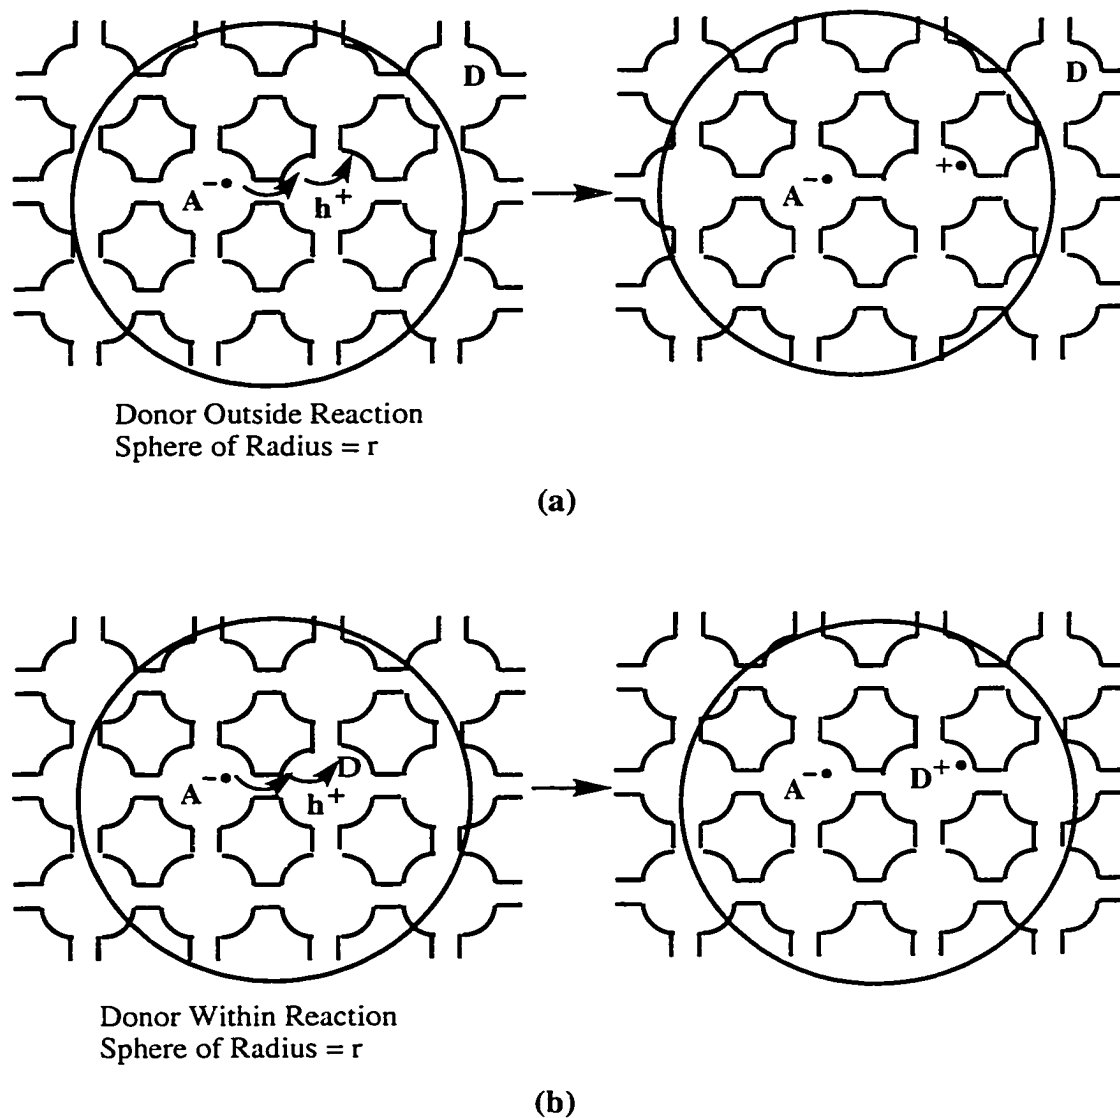 D
D
A⁻•
h⁺
A⁻•
+•
Donor Outside Reaction
Sphere of Radius = r
(a)
A⁻•
D
h⁺
A⁻•
D⁺•
Donor Within Reaction
Sphere of Radius = r
(b)